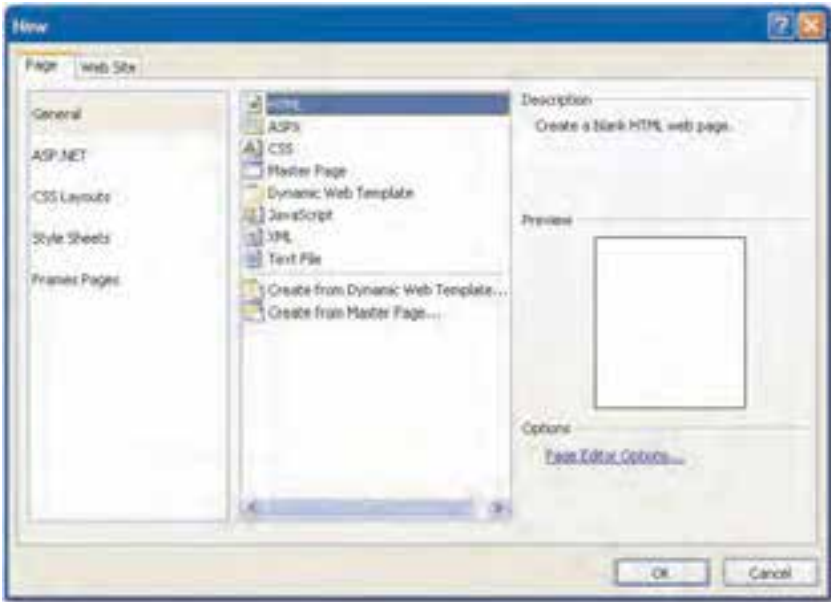 New
Page
Web Site
General
ASP.NET
CSS Layouts
Style Sheets
Frames Pages
HTML
ASPX
CSS
Master Page
Dynamic Web Template
JavaScript
XML
Text File
Create from Dynamic Web Template...
Create from Master Page...
Description
Create a blank HTML web page.
Preview
Options
Page Editor Options...
OK
Cancel